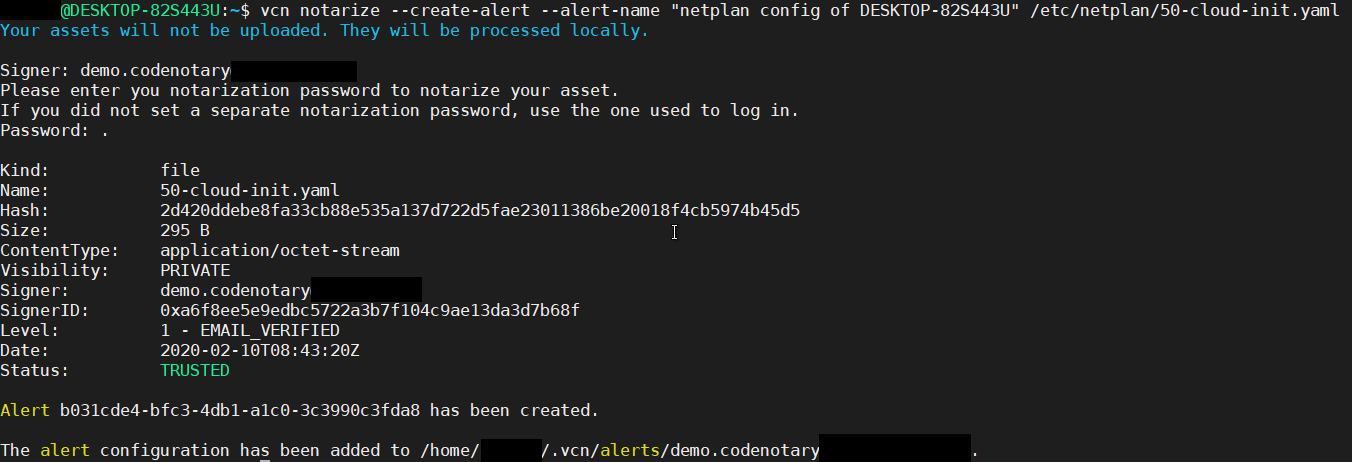 @DESKTOP-82S443U:~$ vcn notarize --create-alert --alert-name "netplan config of DESKTOP-82S443U" /etc/netplan/50-cloud-init.yaml
Your assets will not be uploaded. They will be processed locally.
Signer: demo.codenotary
Please enter you notarization password to notarize your asset.
If you did not set a separate notarization password, use the one used to log in.
Password: .
Kind: file
Name: 50-cloud-init.yaml
Hash: 2d420ddebe8fa33cb88e535a137d722d5fae23011386be20018f4cb5974b45d5
Size: 295 B
ContentType: application/octet-stream
Visibility: PRIVATE
Signer: demo.codenotary
SignerID: 0xa6f8ee5e9edbc5722a3b7f104c9ae13da3d7b68f
Level: 1 - EMAIL_VERIFIED
Date: 2020-02-10T08:43:20Z
Status: TRUSTED
Alert b031cde4-bfc3-4db1-a1c0-3c3990c3fda8 has been created.
The alert configuration has been added to /home/ /.vcn/alerts/demo.codenotary .